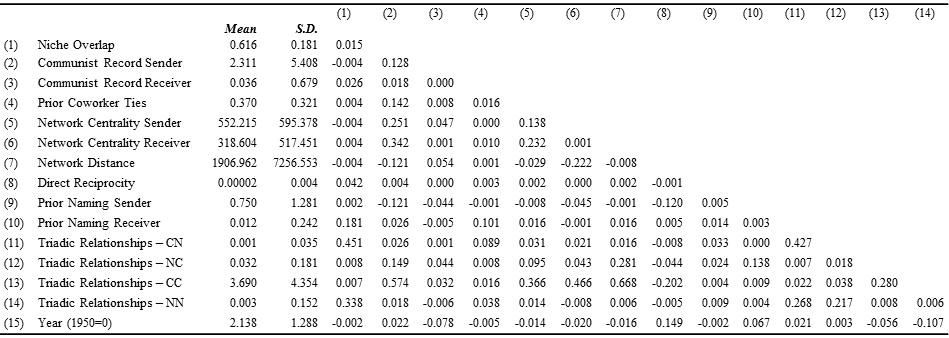 (1) (2) (3) (4) (5) (6) (7) (8) (9) (10) (11) (12) (13) (14)
Mean S.D.
(1) Niche Overlap 0.616 0.181 0.015
(2) Communist Record Sender 2.311 5.408 -0.004 0.128
(3) Communist Record Receiver 0.036 0.679 0.026 0.018 0.000
(4) Prior Coworker Ties 0.370 0.321 0.004 0.142 0.008 0.016
(5) Network Centrality Sender 552.215 595.378 -0.004 0.251 0.047 0.000 0.138
(6) Network Centrality Receiver 318.604 517.451 0.004 0.342 0.001 0.010 0.232 0.001
(7) Network Distance 1906.962 7256.553 -0.004 -0.121 0.054 0.001 -0.029 -0.222 -0.008
(8) Direct Reciprocity 0.00002 0.004 0.042 0.004 0.000 0.003 0.002 0.000 0.002 -0.001
(9) Prior Naming Sender 0.750 1.281 0.002 -0.121 -0.044 -0.001 -0.008 -0.045 -0.001 -0.120 0.005
(10) Prior Naming Receiver 0.012 0.242 0.181 0.026 -0.005 0.101 0.016 -0.001 0.016 0.005 0.014 0.003
(11) Triadic Relationships – CN 0.001 0.035 0.451 0.026 0.001 0.089 0.031 0.021 0.016 -0.008 0.033 0.000 0.427
(12) Triadic Relationships – NC 0.032 0.181 0.008 0.149 0.044 0.008 0.095 0.043 0.281 -0.044 0.024 0.138 0.007 0.018
(13) Triadic Relationships – CC 3.690 4.354 0.007 0.574 0.032 0.016 0.366 0.466 0.668 -0.202 0.004 0.009 0.022 0.038 0.280
(14) Triadic Relationships – NN 0.003 0.152 0.338 0.018 -0.006 0.038 0.014 -0.008 0.006 -0.005 0.009 0.004 0.268 0.217 0.008 0.006
(15) Year (1950=0) 2.138 1.288 -0.002 0.022 -0.078 -0.005 -0.014 -0.020 -0.016 0.149 -0.002 0.067 0.021 0.003 -0.056 -0.107